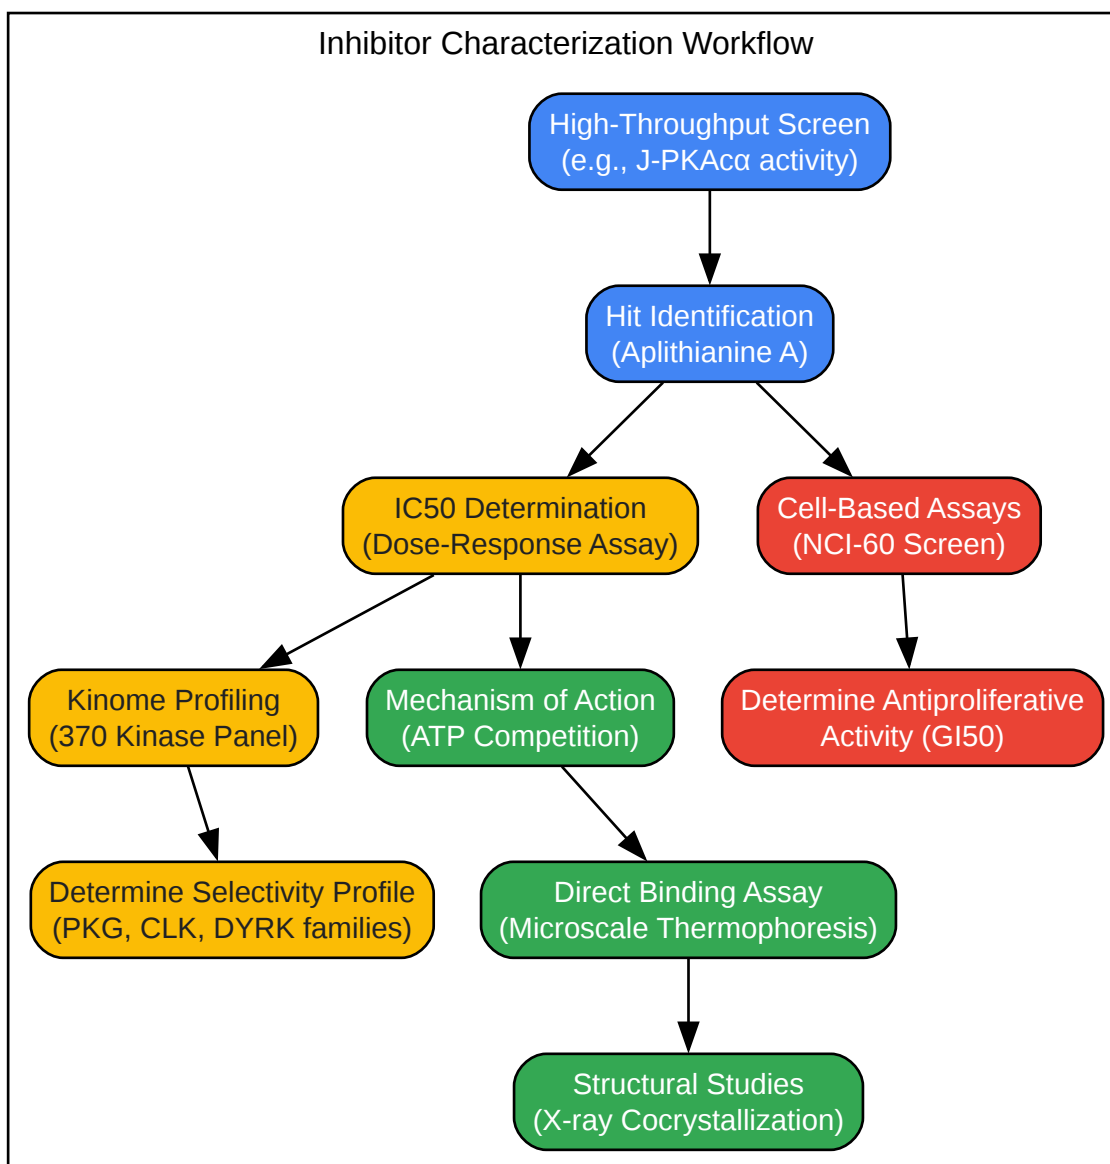 Inhibitor Characterization Workflow
High-Throughput Screen
(e.g., J-PKAcα activity)
Hit Identification
(Aplithianine A)
IC50 Determination
(Dose-Response Assay)
Cell-Based Assays
(NCI-60 Screen)
Kinome Profiling
(370 Kinase Panel)
Mechanism of Action
(ATP Competition)
Determine Antiproliferative
Activity (GI50)
Determine Selectivity Profile
(PKG, CLK, DYRK families)
Direct Binding Assay
(Microscale Thermophoresis)
Structural Studies
(X-ray Cocrystallization)